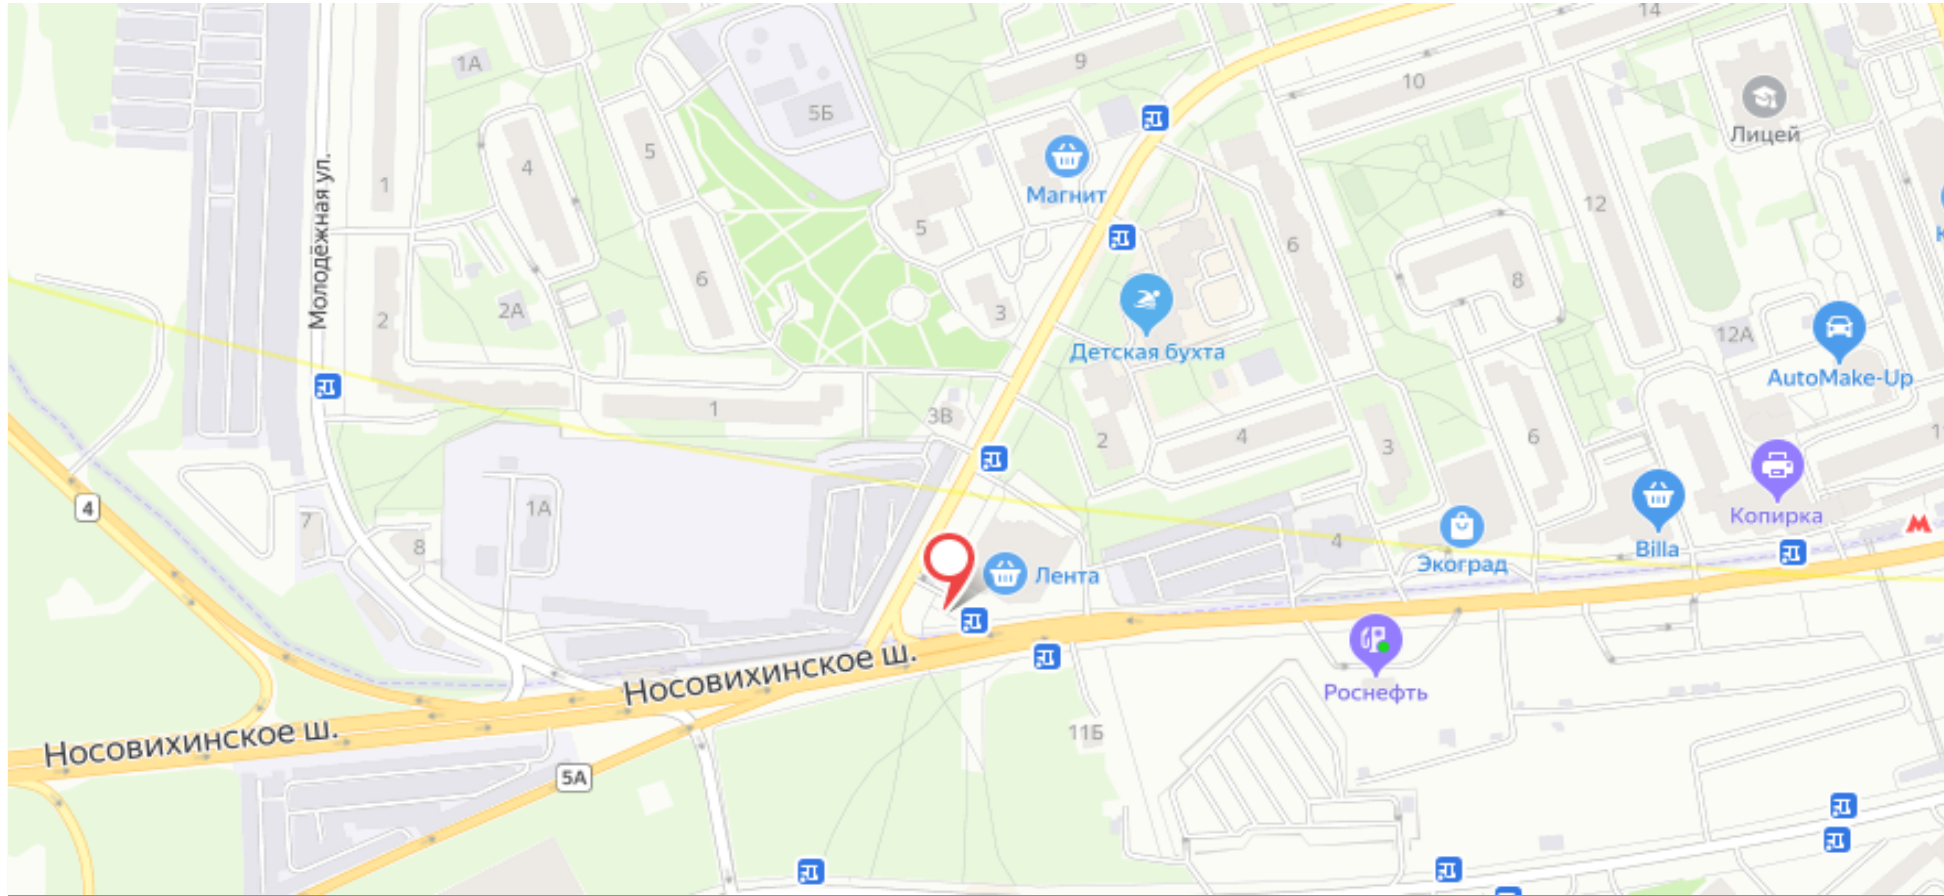 14
9
1А
10
4
5Б
Лицей
5
1
Магнит
12
5
6
Молодёжная ул.
6
8
2А
3
2
12А
Детская бухта
AutoMake-Up
1
3В
2
4
3
6
4
1А
Копирка
7
8
4
Экоград
Billa
Лента
Носовихинское ш.
Роснефть
Носовихинское ш.
11Б
5А